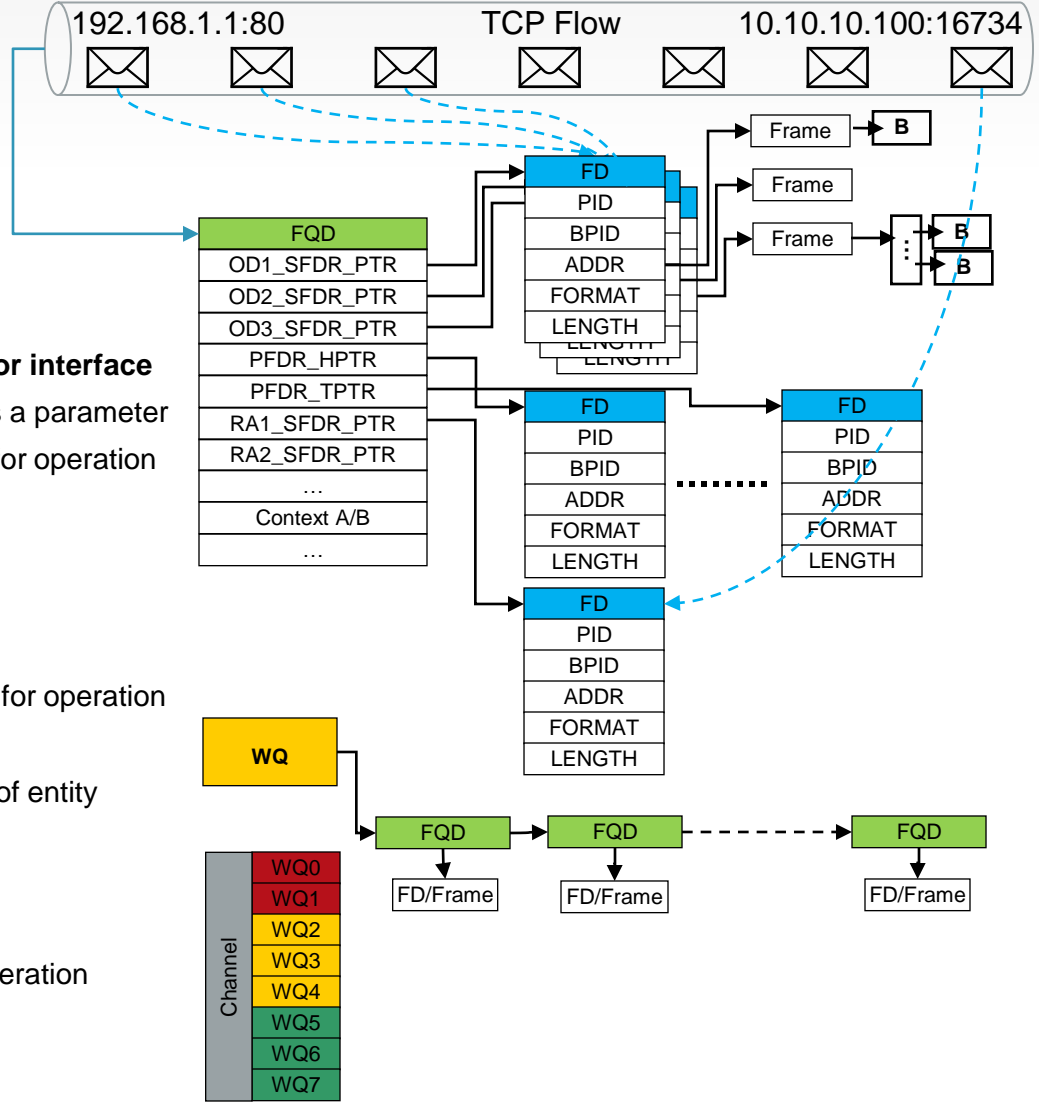 192.168.1.1:80 TCP Flow 10.10.10.100:16734
Frame B
FD
Frame
PID
FQD BPID Frame ... B
OD1_SFDR_PTR ADDR B
OD2_SFDR_PTR FORMAT
OD3_SFDR_PTR LENGTH
LENGTH
LENGTH
or interface
PFDR_HPTR
PFDR_TPTR
s a parameter
RA1_SFDR_PTR
or operation
RA2_SFDR_PTR
…
Context A/B
…
FD
PID
BPID
ADDR
FORMAT
LENGTH
FD
PID
BPID
ADDR
FORMAT
LENGTH
FD
PID
BPID
ADDR
FORMAT
LENGTH
for operation
WQ
of entity
FQD FQD FQD
FD/Frame FD/Frame FD/Frame
Channel
WQ0
WQ1
WQ2
WQ3
WQ4
WQ5
WQ6
WQ7
eration